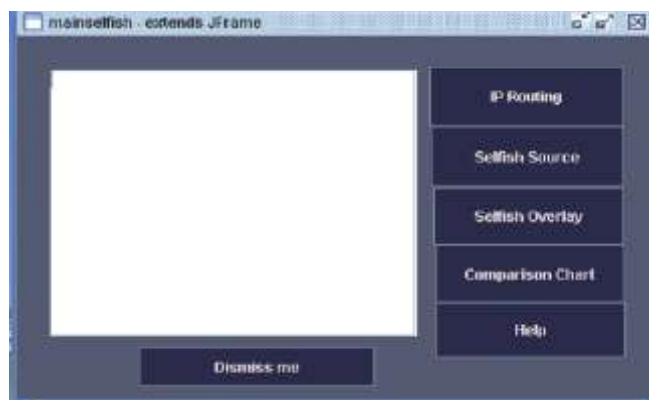 mainselfish - extends JFrame
IP Routing
Selfish Source
Selfish Overlay
Comparison Chart
Help
Dismiss me